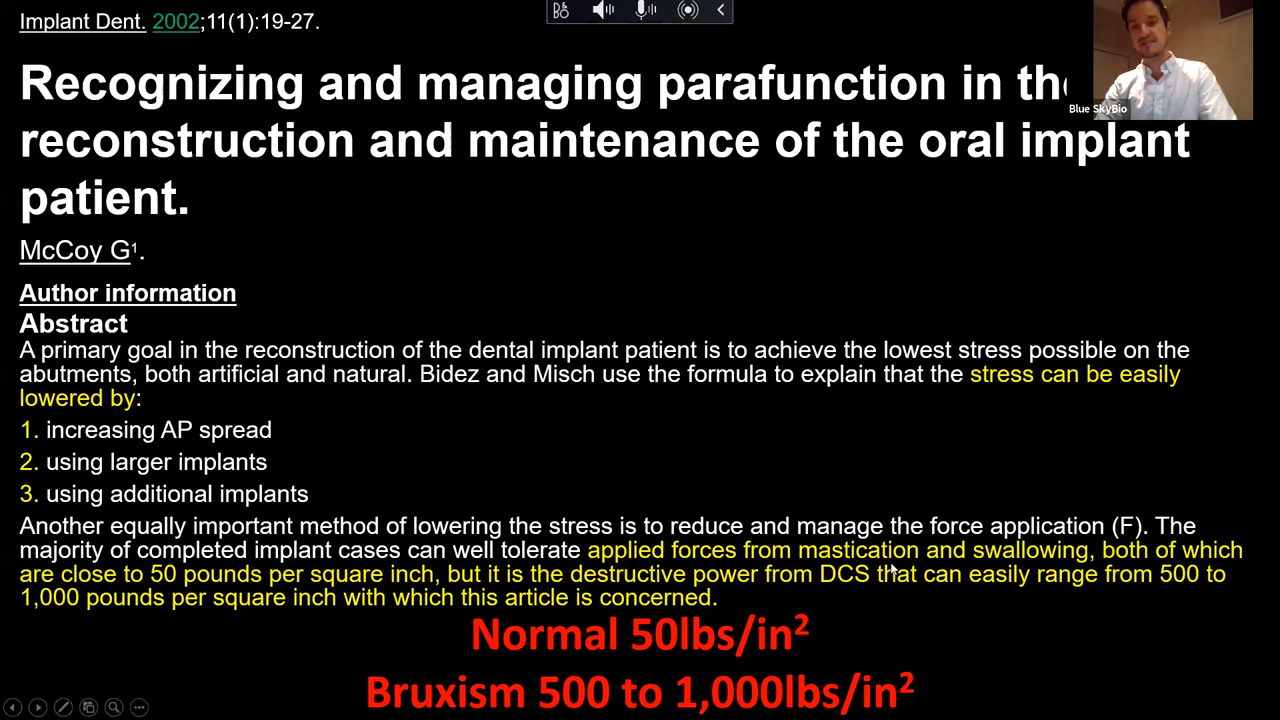 Implant Dent. 2002;11(1):19-27.
Recognizing and managing parafunction in the
Blue SkyBio
reconstruction and maintenance of the oral implant
patient.
McCoy G1.
Author information
Abstract
A primary goal in the reconstruction of the dental implant patient is to achieve the lowest stress possible on the
abutments, both artificial and natural. Bidez and Misch use the formula to explain that the stress can be easily
lowered by:
1. increasing AP spread
2. using larger implants
3. using additional implants
Another equally important method of lowering the stress is to reduce and manage the force application (F). The
majority of completed implant cases can well tolerate applied forces from mastication and swallowing, both of which
are close to 50 pounds per square inch, but it is the destructive power from DCS that can easily range from 500 to
1,000 pounds per square inch with which this article is concerned.
Normal 50lbs/in²
Bruxism 500 to 1,000lbs/in²